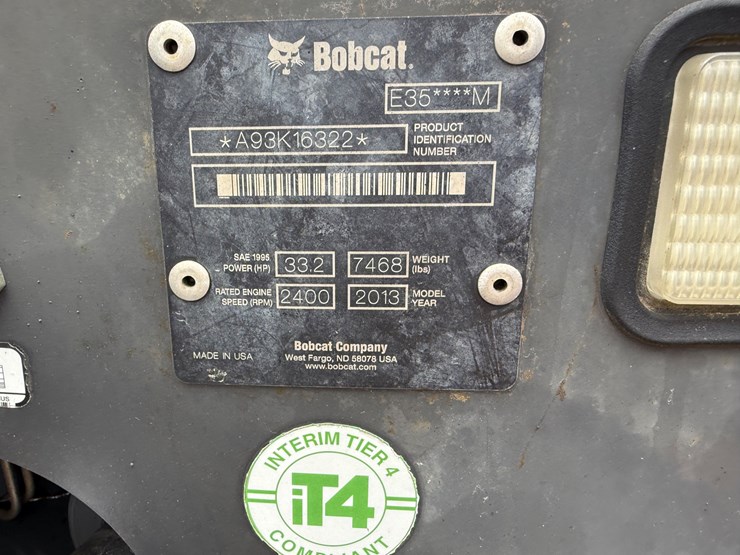 Bobcat.
E35****M
*A93K16322*
PRODUCT
IDENTIFICATION
NUMBER
SAE 1995
POWER (HP)
33.2
7468
WEIGHT
(lbs)
RATED ENGINE
SPEED (RPM)
2400
2013
MODEL
YEAR
Bobcat Company
MADE IN USA
West Fargo, ND 58078 USA
www.bobcat.com
US
INTERIM TIER 4
iT4
COMPLIANT